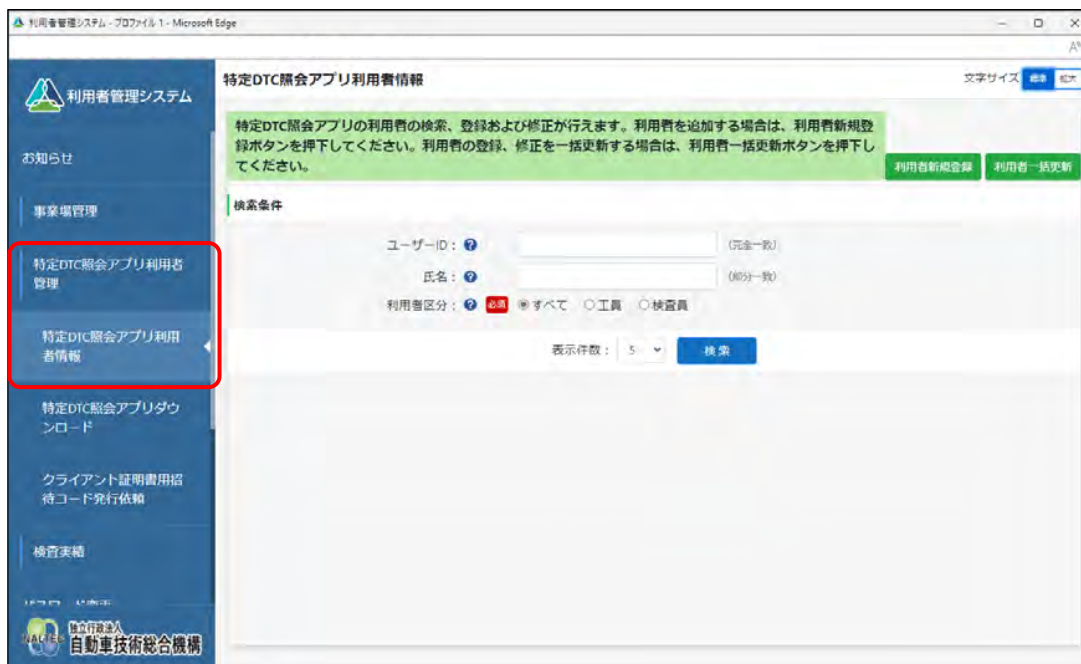 利用者管理システム - プロファイル 1 - Microsoft Edge
利用者管理システム
お知らせ
事業場管理
特定DTC照会アプリ利用者
管理
特定DTC照会アプリ利用
者情報
特定DTC照会アプリダウ
ンロード
クライアント証明書用招
待コード発行依頼
検査実績
パスワード変更
独立行政法人
自動車技術総合機構
特定DTC照会アプリ利用者情報
文字サイズ 標準 拡大
特定DTC照会アプリの利用者の検索、登録および修正が行えます。利用者を追加する場合は、利用者新規登
録ボタンを押下してください。利用者の登録、修正を一括更新する場合は、利用者一括更新ボタンを押下し
てください。
利用者新規登録 利用者一括更新
検索条件
ユーザーID： (完全一致)
氏名： (部分一致)
利用者区分： 必須 すべて 工員 検査員
表示件数： 5 検索